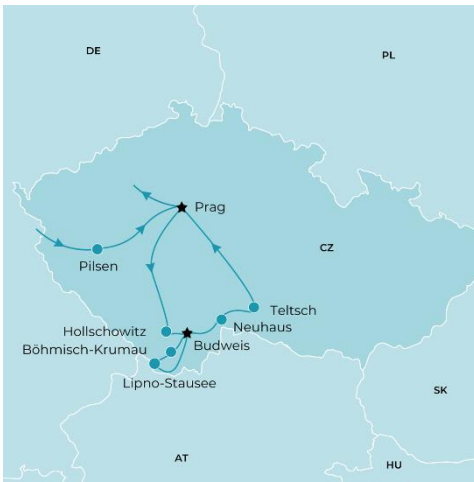 DE
PL
Prag
CZ
Pilsen
Teltsch
Neuhaus
Hollschowitz
Budweis
Böhmisch-Krumau
Lipno-Stausee
SK
AT
HU